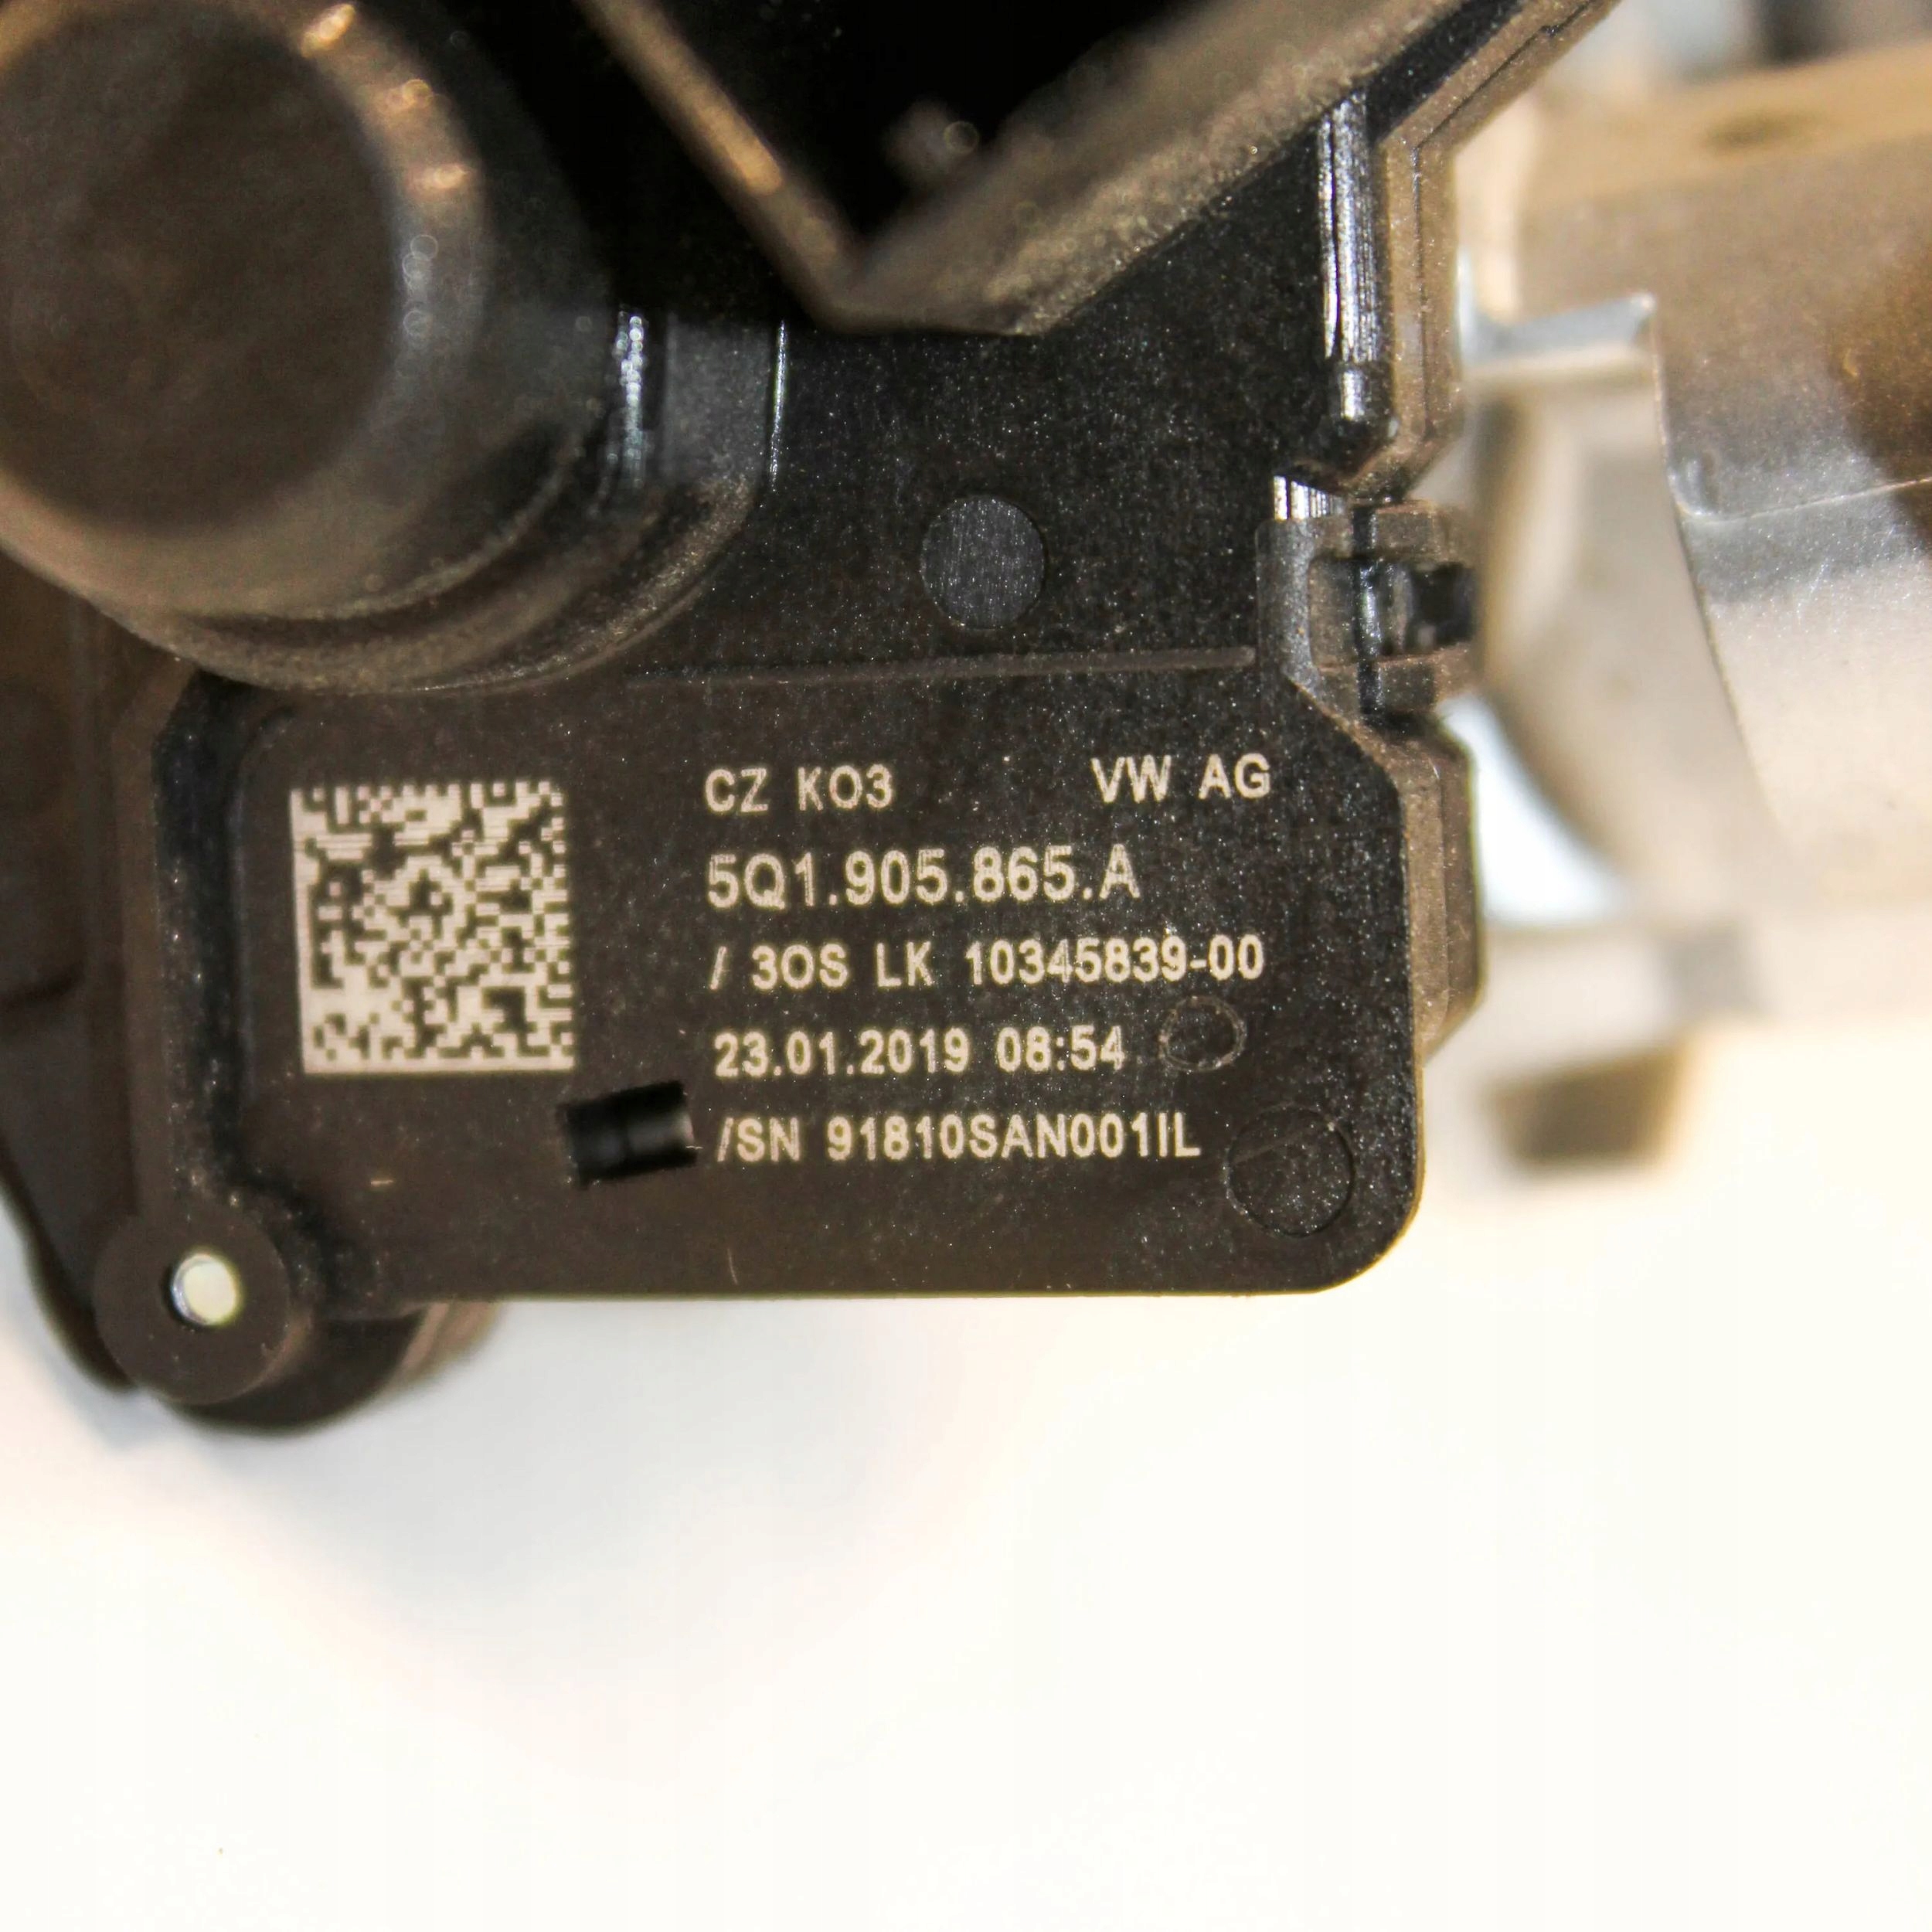 CZ KO3 VW AG
5Q1.905.865.A
/ 3OS LK 10345839-00
23.01.2019 08:54
/SN 91810SAN001IL